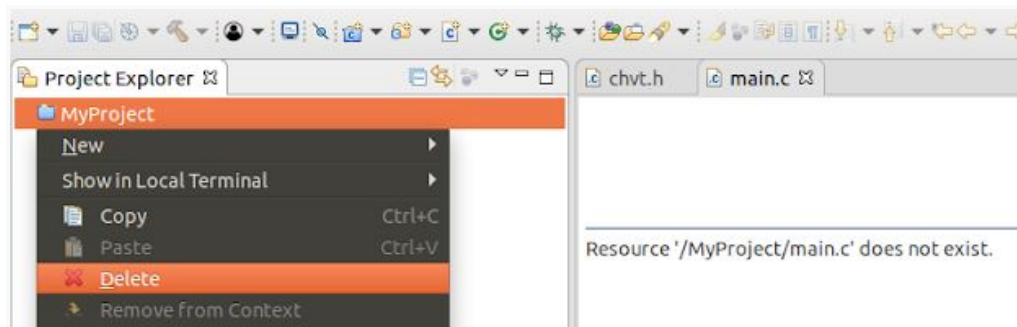 Project Explorer
chvt.h
main.c
MyProject
New
Show in Local Terminal
Copy Ctrl+C
Paste Ctrl+V
Delete
Remove from Context
Resource '/MyProject/main.c' does not exist.